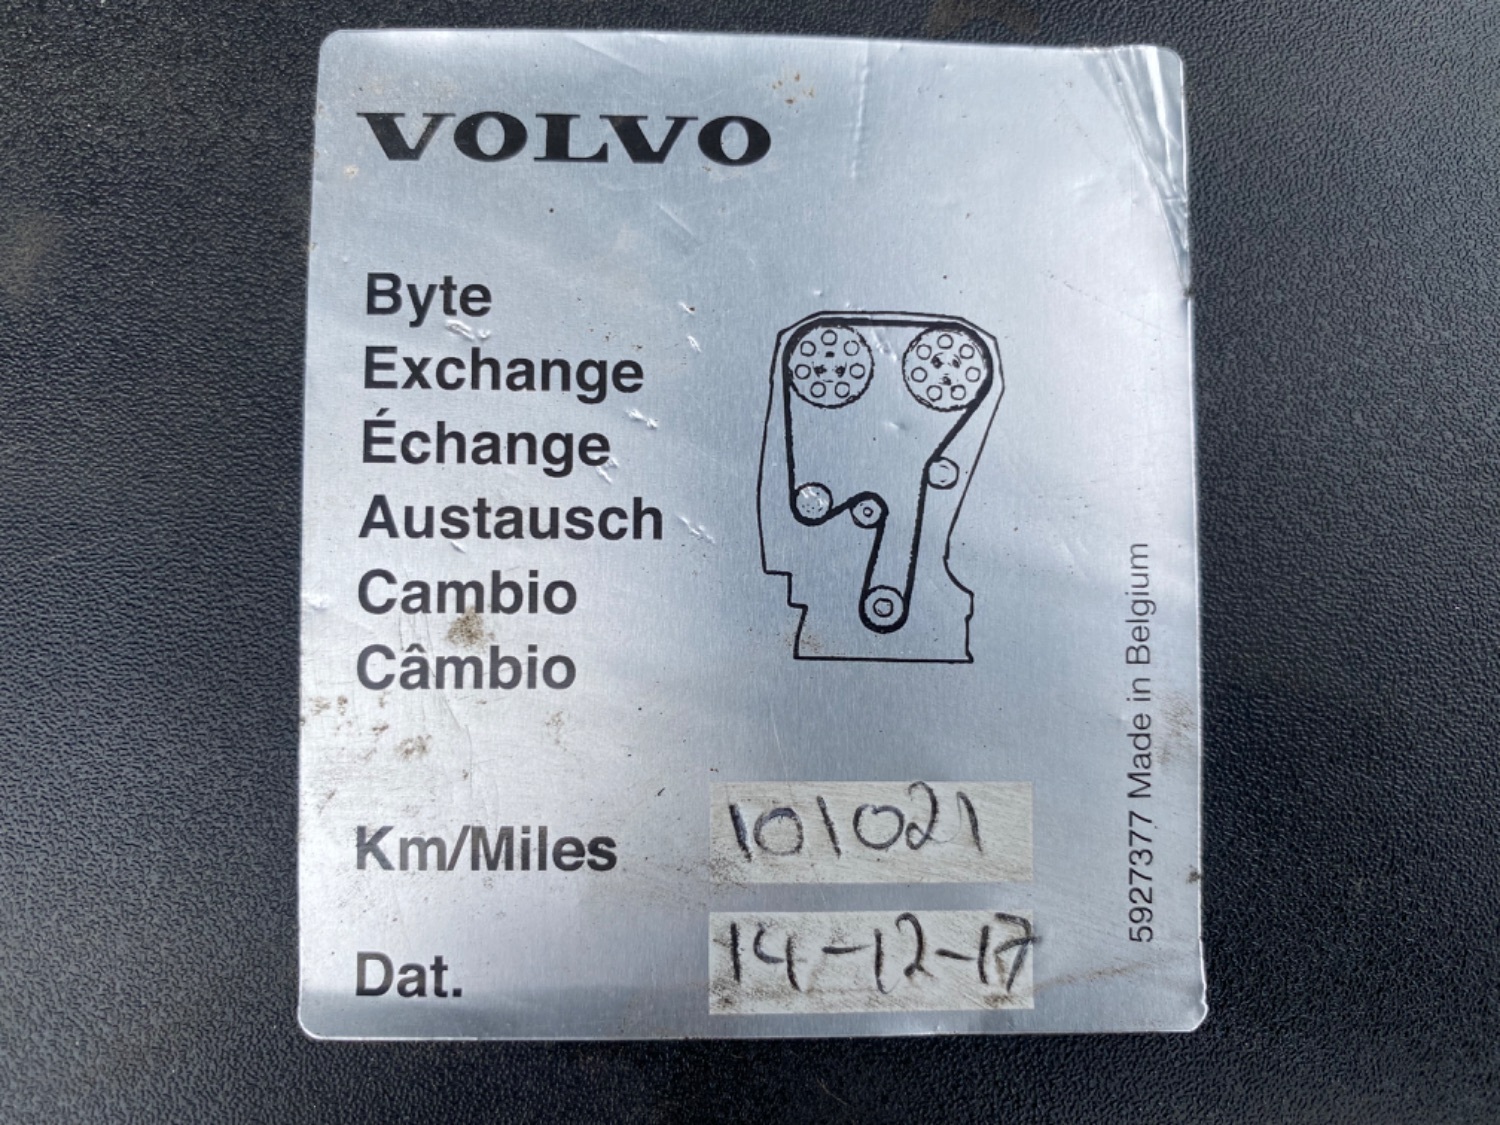 VOLVO
Byte
Exchange
Échange
Austausch
Cambio
Câmbio
Km/Miles 101021
Dat. 14-12-17
5927377 Made in Belgium